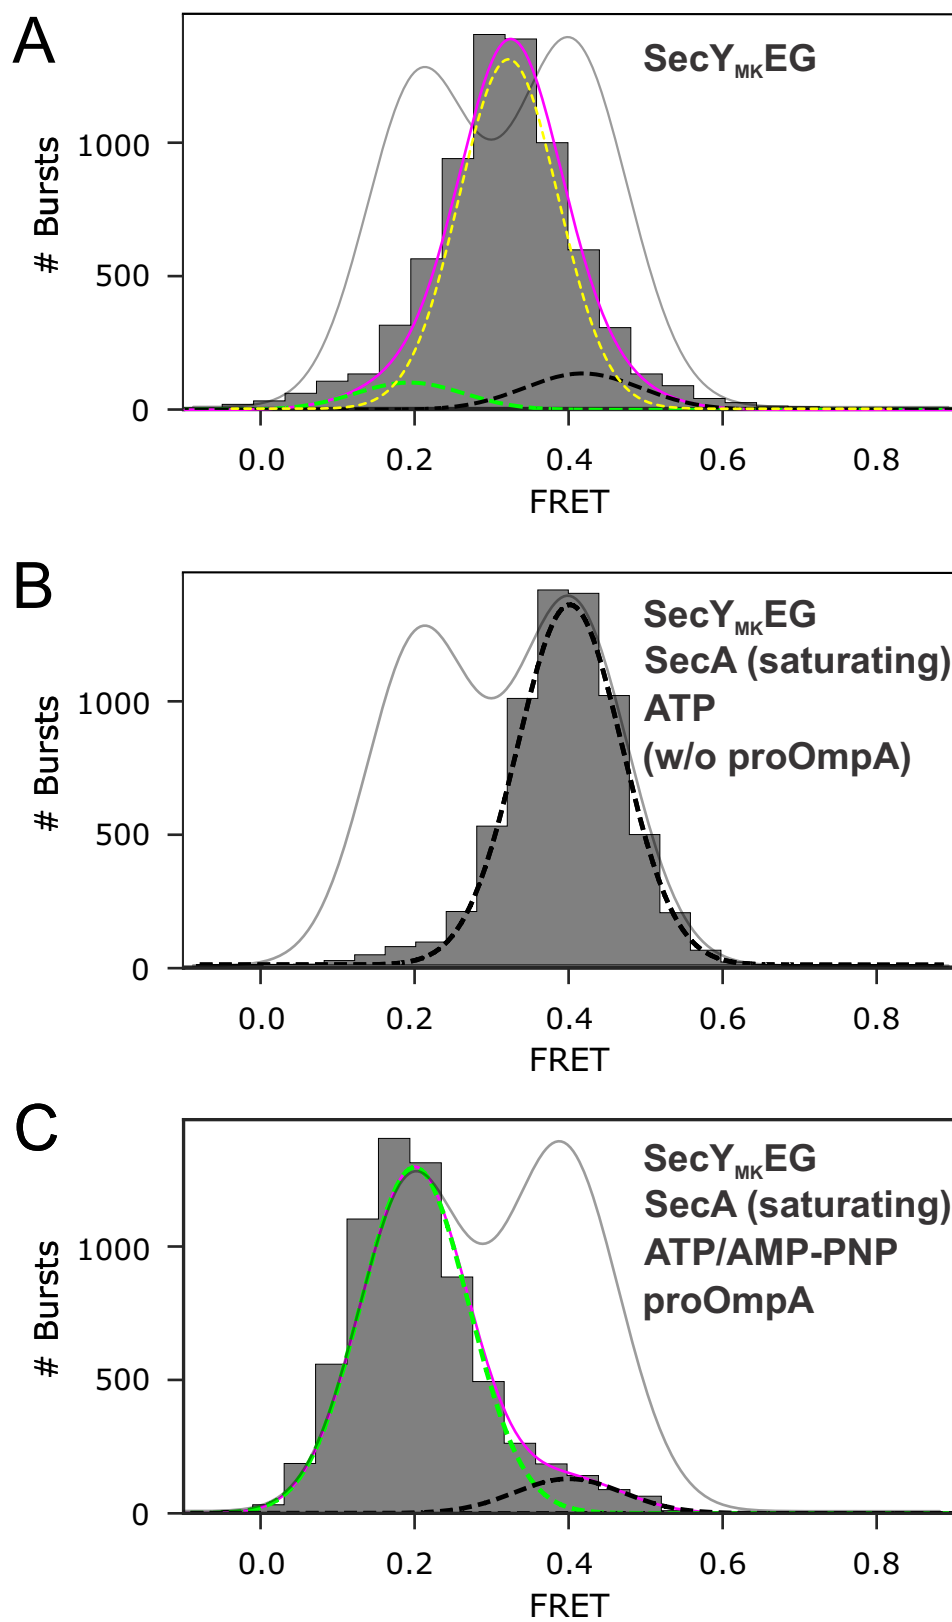 A
SecY_MK EG
# Bursts
1000
500
0
0.0 0.2 0.4 0.6 0.8
FRET
B
SecY_MK EG
SecA (saturating)
ATP
(w/o proOmpA)
# Bursts
1000
500
0
0.0 0.2 0.4 0.6 0.8
FRET
C
SecY_MK EG
SecA (saturating)
ATP/AMP-PNP
proOmpA
# Bursts
1000
500
0
0.0 0.2 0.4 0.6 0.8
FRET